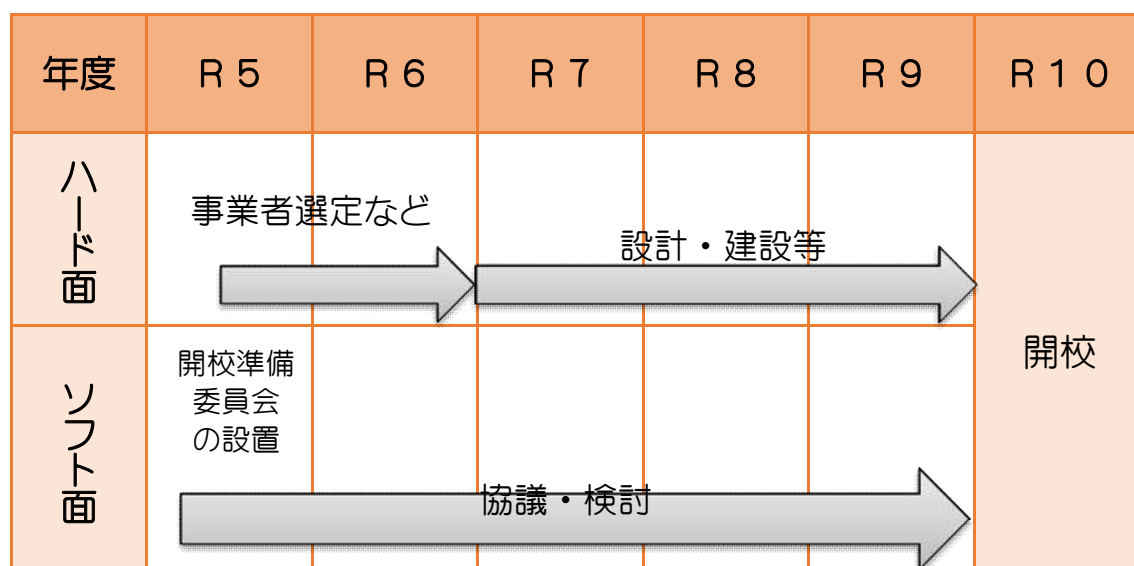 年度 R5 R6 R7 R8 R9 R10
ハード面
事業者選定など
設計・建設等
ソフト面
開校準備
委員会
の設置
協議・検討
開校